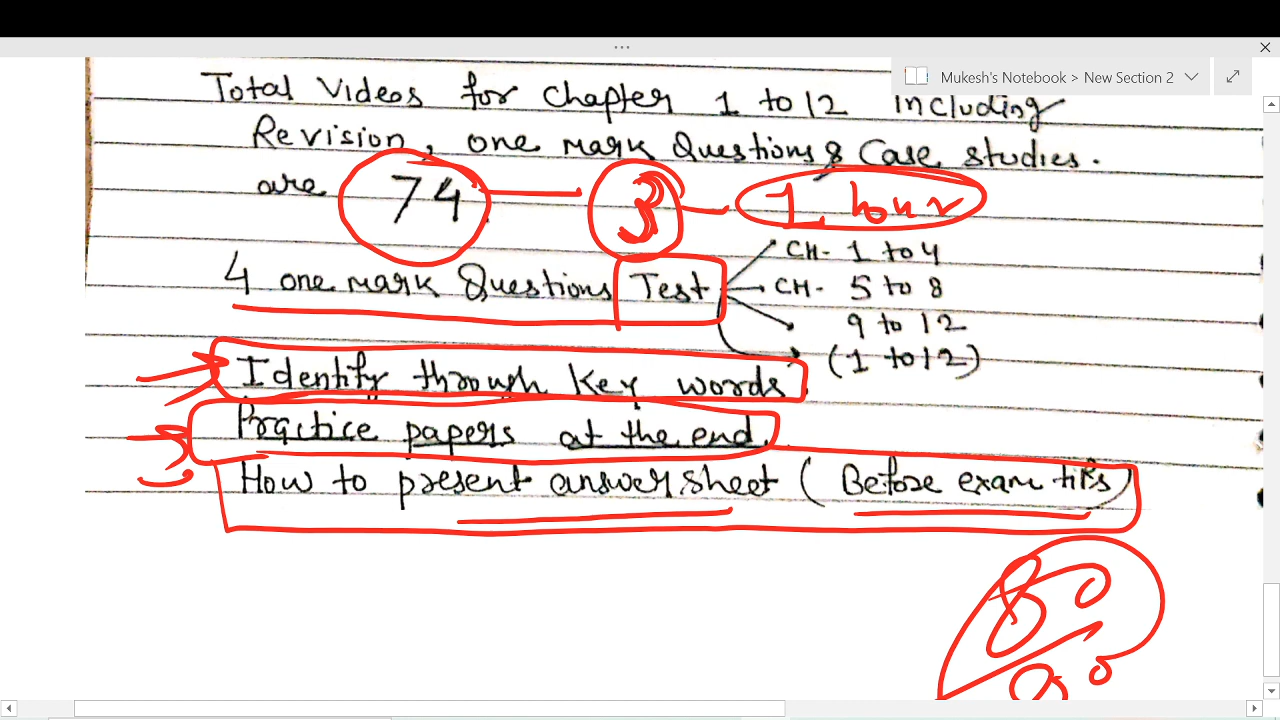 Mukesh's Notebook > New Section 2
Total Videos for Chapter 1 to 12 Including
Revision, one mark Questions & Case studies.
are 74 3 1 hour
4 one mark Questions Test
CH- 1 to 4
CH- 5 to 8
9 to 12
(1 to 12)
Identify through key words.
Practice papers at the end.
How to present answer sheet ( Before exam tips)
80